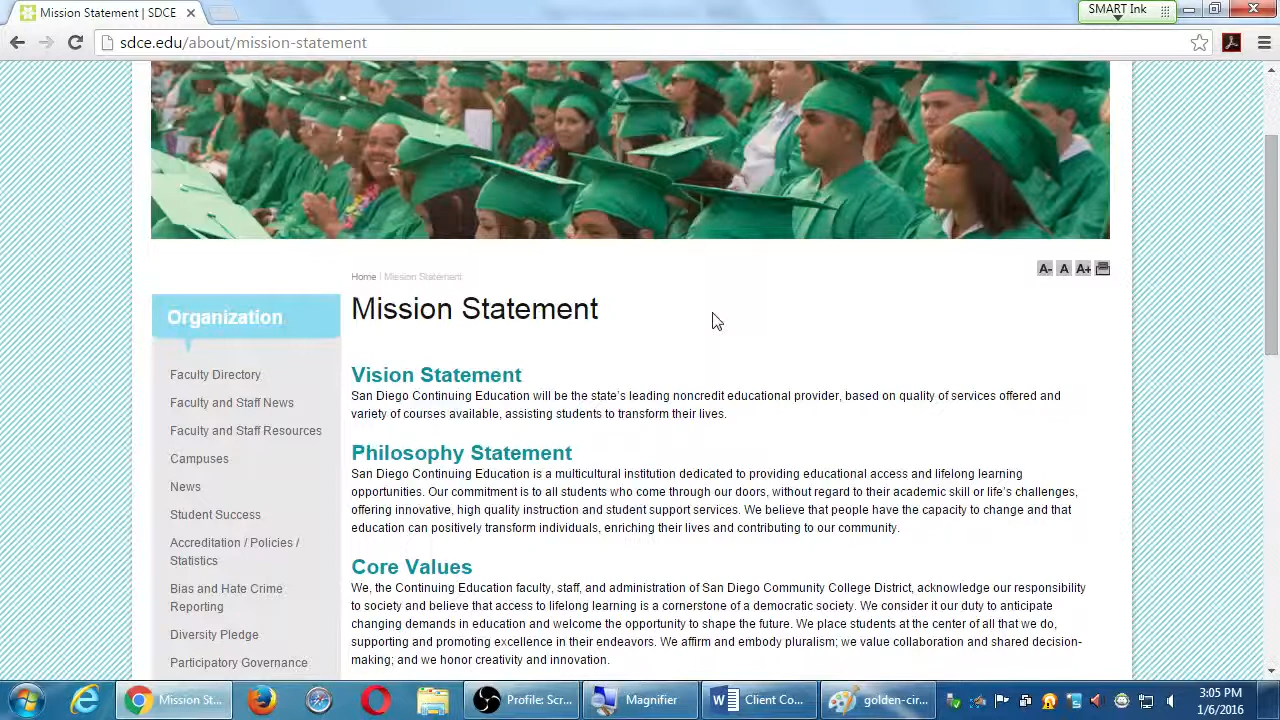 Mission Statement | SDCE
SMART Ink
sdce.edu/about/mission-statement
Home | Mission Statement
A- A A+
Organization
Faculty Directory
Faculty and Staff News
Faculty and Staff Resources
Campuses
News
Student Success
Accreditation / Policies /
Statistics
Bias and Hate Crime
Reporting
Diversity Pledge
Participatory Governance
Mission Statement
Vision Statement
San Diego Continuing Education will be the state's leading noncredit educational provider, based on quality of services offered and
variety of courses available, assisting students to transform their lives.
Philosophy Statement
San Diego Continuing Education is a multicultural institution dedicated to providing educational access and lifelong learning
opportunities. Our commitment is to all students who come through our doors, without regard to their academic skill or life's challenges,
offering innovative, high quality instruction and student support services. We believe that people have the capacity to change and that
education can positively transform individuals, enriching their lives and contributing to our community.
Core Values
We, the Continuing Education faculty, staff, and administration of San Diego Community College District, acknowledge our responsibility
to society and believe that access to lifelong learning is a cornerstone of a democratic society. We consider it our duty to anticipate
changing demands in education and welcome the opportunity to shape the future. We place students at the center of all that we do,
supporting and promoting excellence in their endeavors. We affirm and embody pluralism; we value collaboration and shared decision-
making; and we honor creativity and innovation.
Mission St...
Profile: Scr...
Magnifier
Client Co...
golden-cir...
3:05 PM
1/6/2016